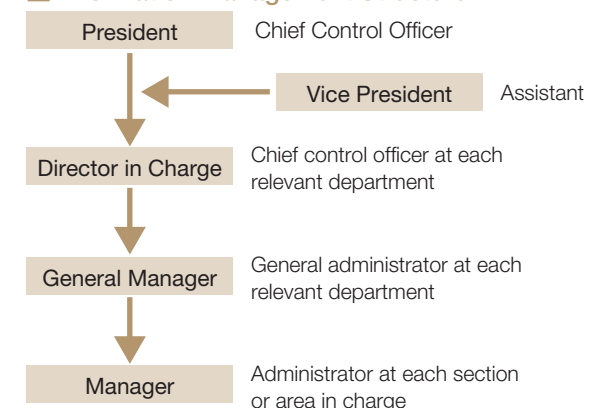 President
Chief Control Officer
Vice President
Assistant
Director in Charge
Chief control officer at each
relevant department
General Manager
General administrator at each
relevant department
Manager
Administrator at each section
or area in charge